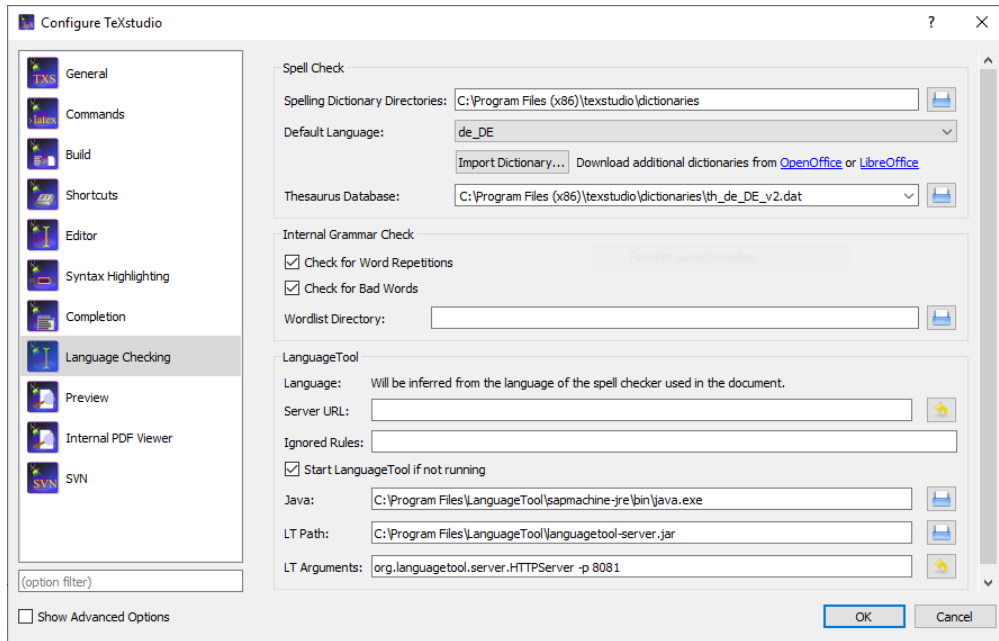 Configure TeXstudio
?
General
Commands
Build
Shortcuts
Editor
Syntax Highlighting
Completion
Language Checking
Preview
Internal PDF Viewer
SVN
(option filter)
Show Advanced Options
Spell Check
Spelling Dictionary Directories: C:\Program Files (x86)\texstudio\dictionaries
Default Language: de_DE
Import Dictionary... Download additional dictionaries from OpenOffice or LibreOffice
Thesaurus Database: C:\Program Files (x86)\texstudio\dictionaries\th_de_DE_v2.dat
Internal Grammar Check
Fenster ausschneiden
Check for Word Repetitions
Check for Bad Words
Wordlist Directory:
LanguageTool
Language: Will be inferred from the language of the spell checker used in the document.
Server URL:
Ignored Rules:
Start LanguageTool if not running
Java: C:\Program Files\LanguageTool\sapmachine-jre\bin\java.exe
LT Path: C:\Program Files\LanguageTool\languagetool-server.jar
LT Arguments: org.languagetool.server.HTTPServer -p 8081
OK Cancel